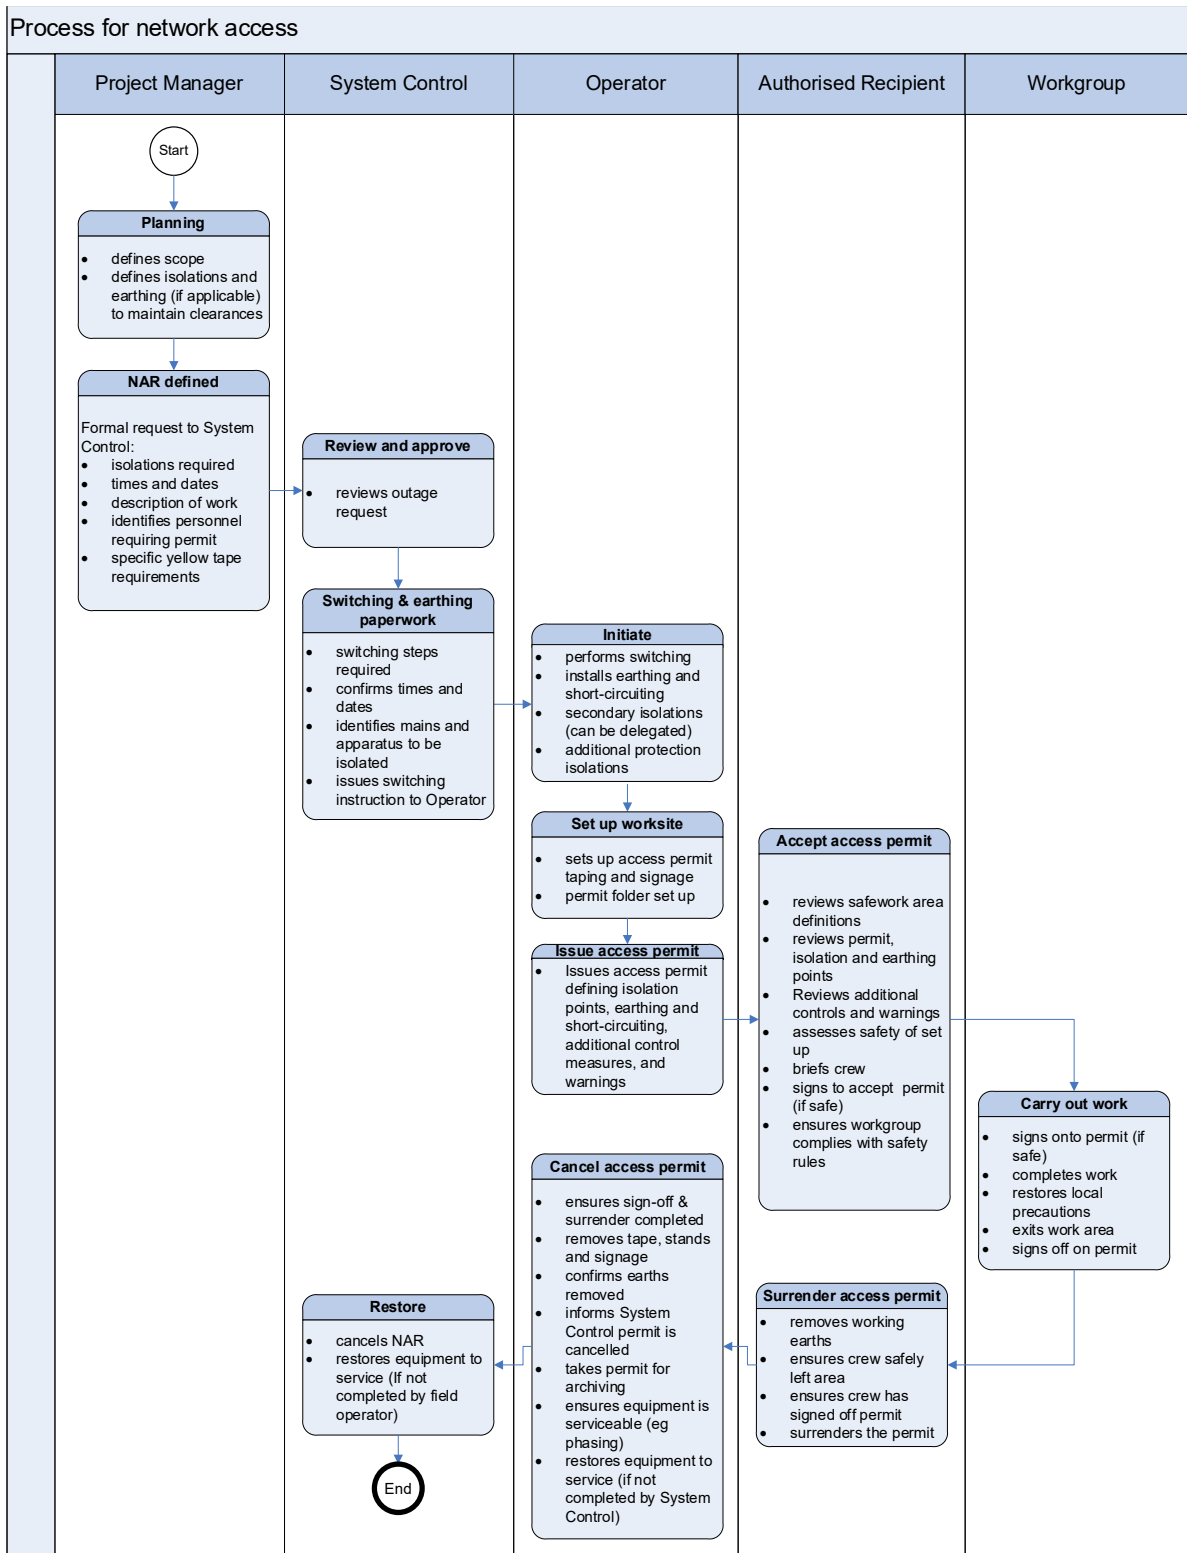 Process for network access
Project Manager
System Control
Operator
Authorised Recipient
Workgroup
Start
Planning
• defines scope
• defines isolations and
earthing (if applicable)
to maintain clearances
NAR defined
Formal request to System
Control:
• isolations required
• times and dates
• description of work
• identifies personnel
requiring permit
• specific yellow tape
requirements
Review and approve
• reviews outage
request
Switching & earthing
paperwork
• switching steps
required
• confirms times and
dates
• identifies mains and
apparatus to be
isolated
• issues switching
instruction to Operator
Initiate
• performs switching
• installs earthing and
short-circuiting
• secondary isolations
(can be delegated)
• additional protection
isolations
Set up worksite
• sets up access permit
taping and signage
• permit folder set up
Issue access permit
• Issues access permit
defining isolation
points, earthing and
short-circuiting,
additional control
measures, and
warnings
Accept access permit
• reviews safework area
definitions
• reviews permit,
isolation and earthing
points
• Reviews additional
controls and warnings
• assesses safety of set
up
• briefs crew
• signs to accept permit
(if safe)
• ensures workgroup
complies with safety
rules
Carry out work
• signs onto permit (if
safe)
• completes work
• restores local
precautions
• exits work area
• signs off on permit
Surrender access permit
• removes working
earths
• ensures crew safely
left area
• ensures crew has
signed off permit
• surrenders the permit
Cancel access permit
• ensures sign-off &
surrender completed
• removes tape, stands
and signage
• confirms earths
removed
• informs System
Control permit is
cancelled
• takes permit for
archiving
• ensures equipment is
serviceable (eg
phasing)
• restores equipment to
service (if not
completed by System
Control)
Restore
• cancels NAR
• restores equipment to
service (If not
completed by field
operator)
End